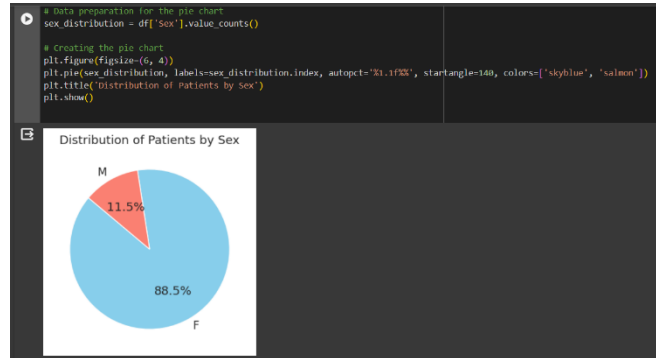 # Data preparation for the pie chart
sex_distribution = df['Sex'].value_counts()
# Creating the pie chart
plt.figure(figsize=(6, 4))
plt.pie(sex_distribution, labels=sex_distribution.index, autopct='%1.1f%%', startangle=140, colors=['skyblue', 'salmon'])
plt.title('Distribution of Patients by Sex')
plt.show()
Distribution of Patients by Sex
M
11.5%
88.5%
F